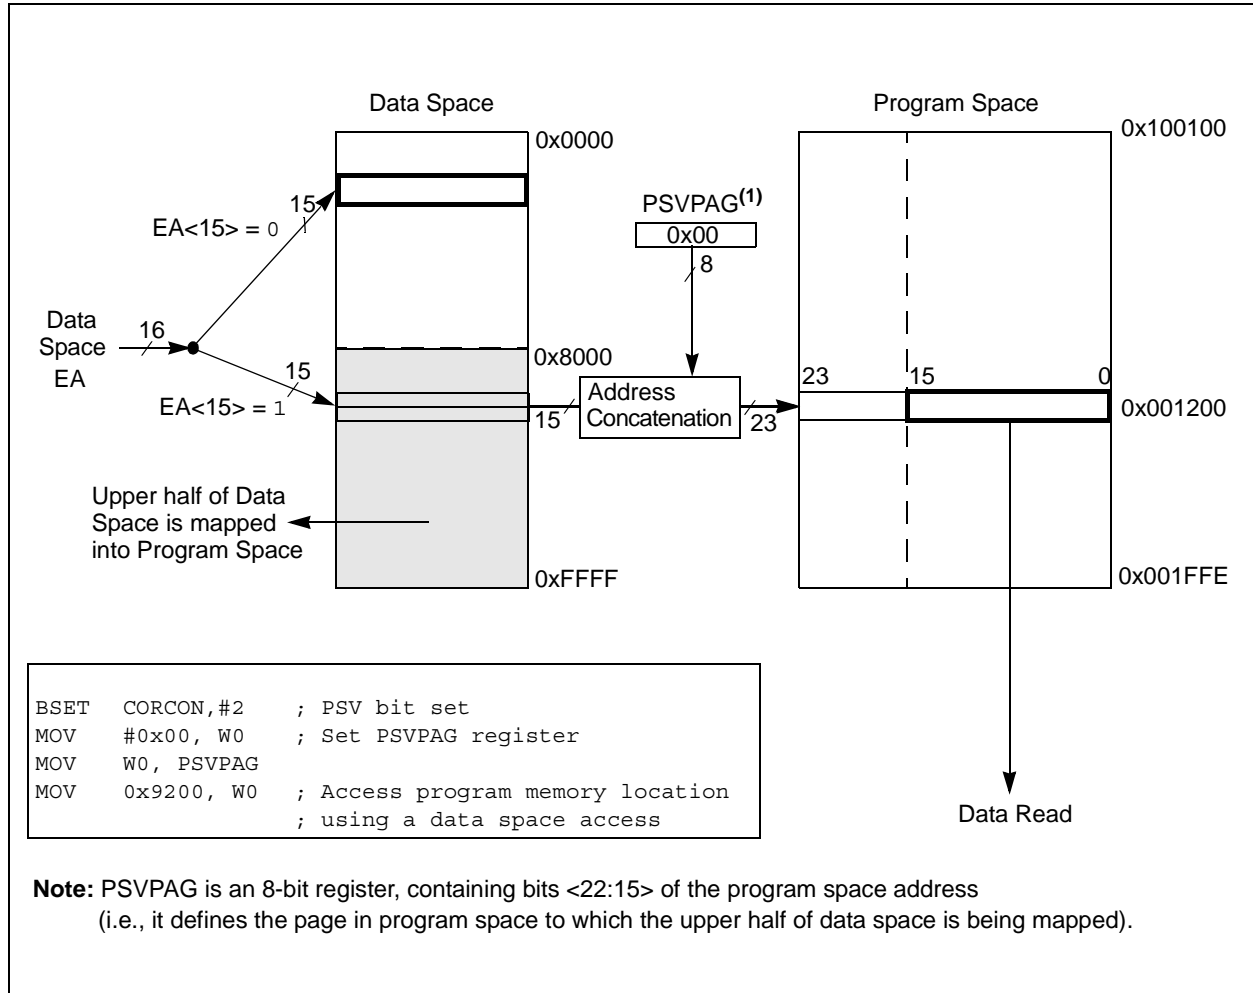 Data Space
Program Space
0x0000
0x100100
15
EA<15> = 0
PSVPAG(1)
0x00
8
Data
Space
EA
16
0x8000
15
EA<15> = 1
15
Address
Concatenation
23
23
15
0
0x001200
Upper half of Data
Space is mapped
into Program Space
0xFFFF
0x001FFE
BSET CORCON,#2 ; PSV bit set
MOV #0x00, W0 ; Set PSVPAG register
MOV W0, PSVPAG
MOV 0x9200, W0 ; Access program memory location
; using a data space access
Data Read
Note: PSVPAG is an 8-bit register, containing bits <22:15> of the program space address
(i.e., it defines the page in program space to which the upper half of data space is being mapped).